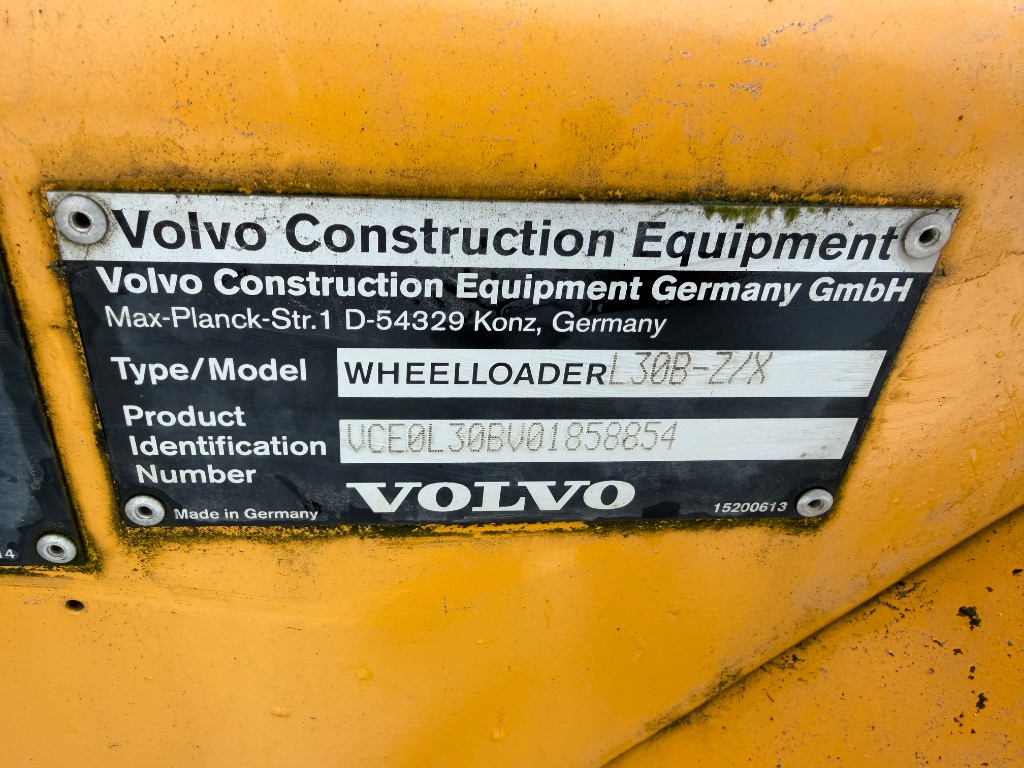 Volvo Construction Equipment
Volvo Construction Equipment Germany GmbH
Max-Planck-Str.1 D-54329 Konz, Germany
Type/Model WHEELLOADER L30B-Z/X
Product
Identification
Number
VCE0L30BV01858854
VOLVO
Made in Germany
15200613